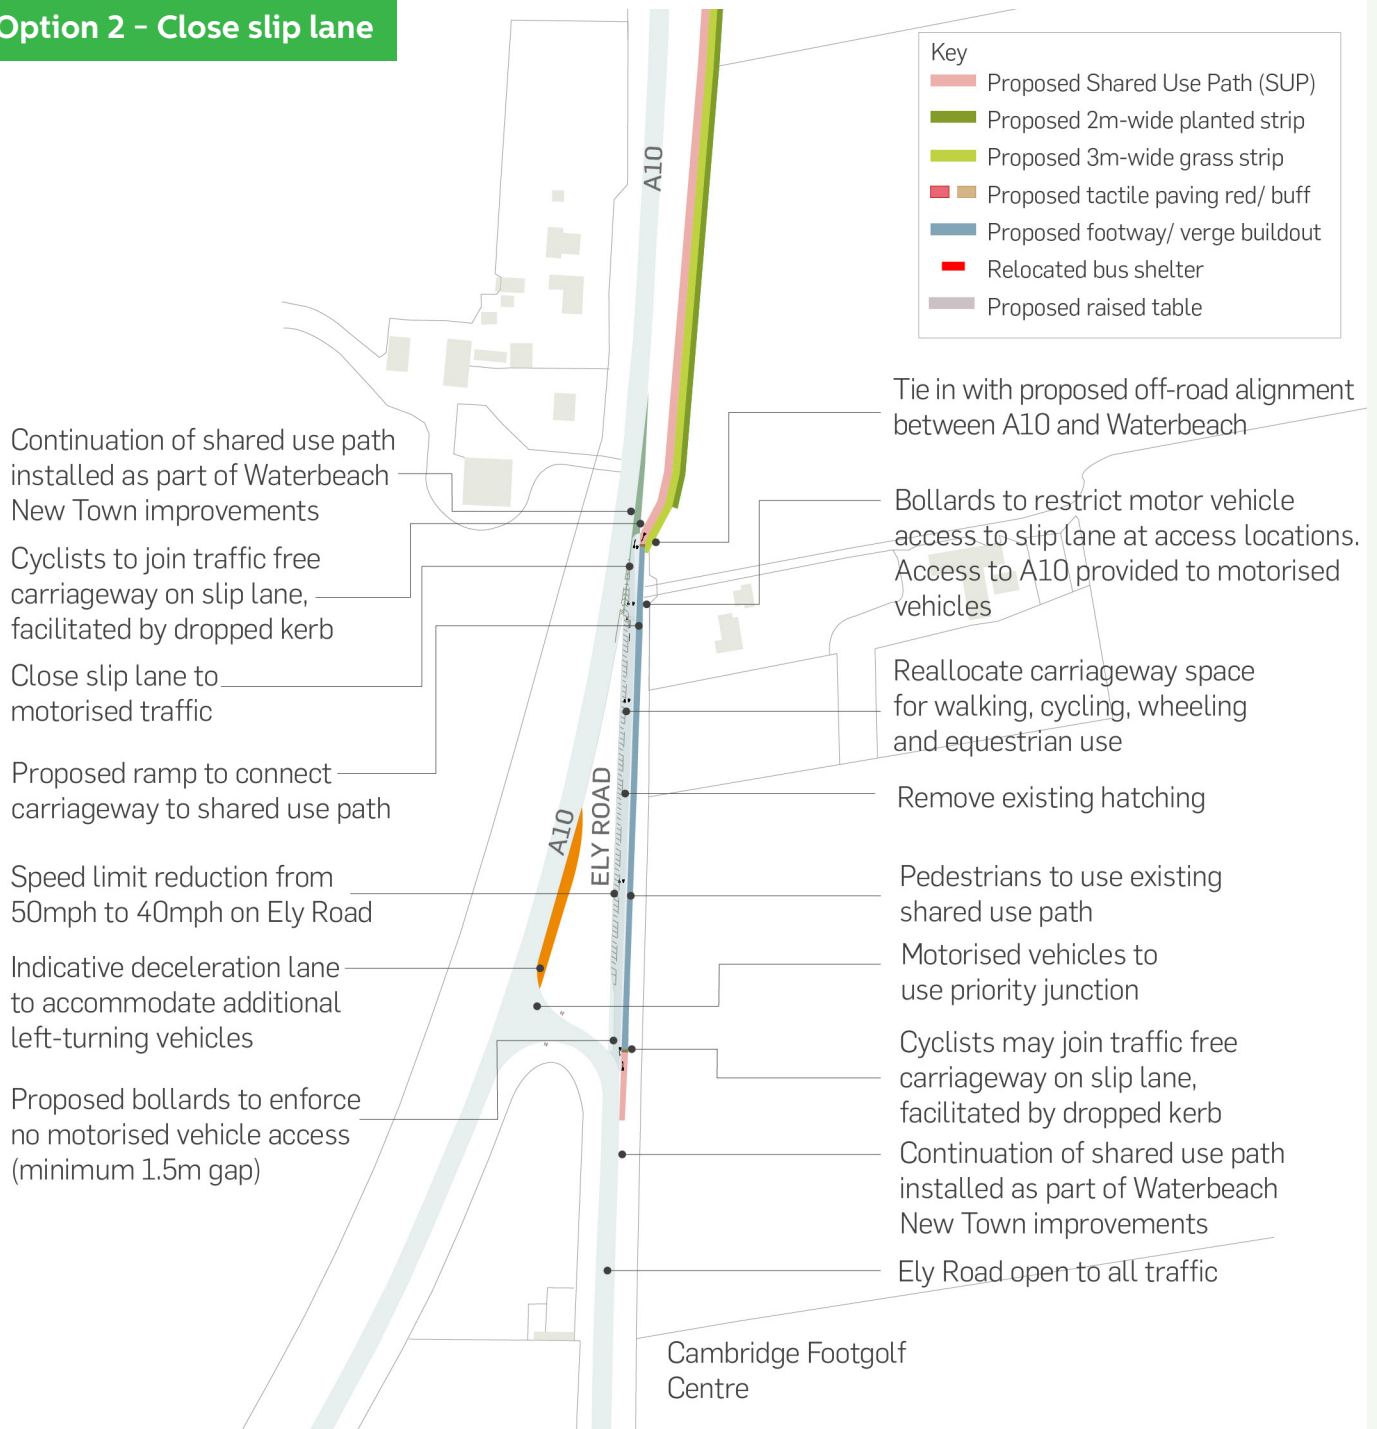 Option 2 – Close slip lane
Key
Proposed Shared Use Path (SUP)
Proposed 2m-wide planted strip
Proposed 3m-wide grass strip
Proposed tactile paving red/ buff
Proposed footway/ verge buildout
Relocated bus shelter
Proposed raised table
A10
Continuation of shared use path
installed as part of Waterbeach
New Town improvements
Cyclists to join traffic free
carriageway on slip lane,
facilitated by dropped kerb
Close slip lane to
motorised traffic
Proposed ramp to connect
carriageway to shared use path
Speed limit reduction from
50mph to 40mph on Ely Road
Indicative deceleration lane
to accommodate additional
left-turning vehicles
Proposed bollards to enforce
no motorised vehicle access
(minimum 1.5m gap)
A10
ELY ROAD
Tie in with proposed off-road alignment
between A10 and Waterbeach
Bollards to restrict motor vehicle
access to slip lane at access locations.
Access to A10 provided to motorised
vehicles
Reallocate carriageway space
for walking, cycling, wheeling
and equestrian use
Remove existing hatching
Pedestrians to use existing
shared use path
Motorised vehicles to
use priority junction
Cyclists may join traffic free
carriageway on slip lane,
facilitated by dropped kerb
Continuation of shared use path
installed as part of Waterbeach
New Town improvements
Ely Road open to all traffic
Cambridge Footgolf
Centre